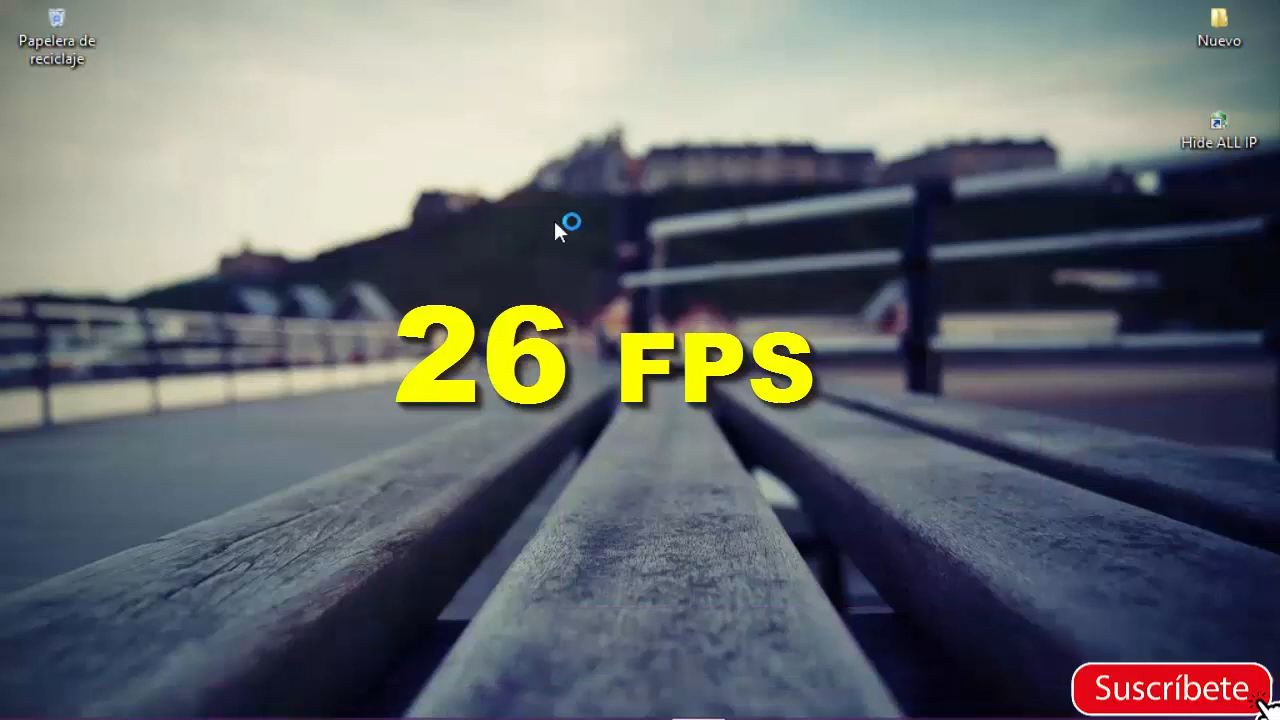 Papelera de
reciclaje
Nuevo
Hide ALL IP
26 FPS
Suscríbete